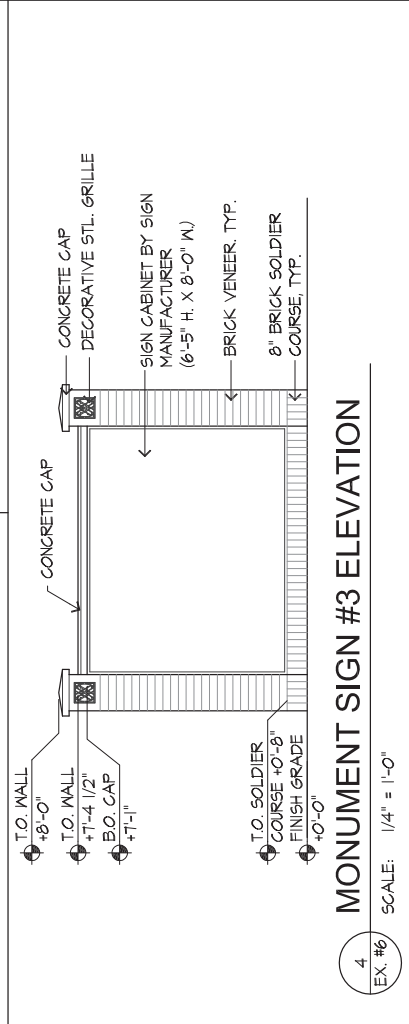 CONCRETE CAP
CONCRETE CAP
DECORATIVE STL. GRILLE
SIGN CABINET BY SIGN
MANUFACTURER
(6'-5" H. X 8'-0" W.)
BRICK VENEER. TYP.
8" BRICK SOLDIER
COURSE, TYP.
T.O. WALL
+8'-0"
T.O. WALL
+7'-4 1/2"
B.O. CAP
+7'-1"
T.O. SOLDIER
COURSE +0'-8"
FINISH GRADE
+0'-0"
4
EX. #6
MONUMENT SIGN #3 ELEVATION
SCALE: 1/4" = 1'-0"